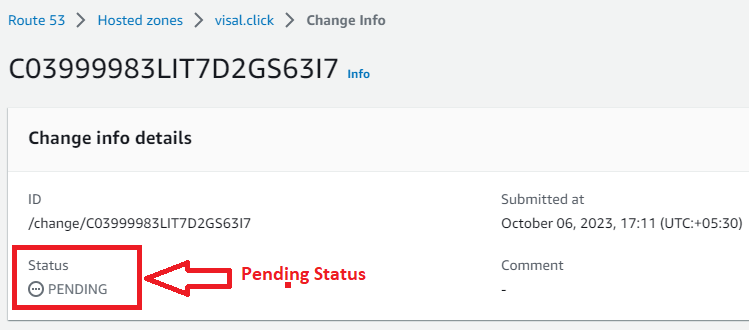 Route 53 > Hosted zones > visal.click > Change Info
C03999983LIT7D2GS63I7 Info
Change info details
ID
/change/C03999983LIT7D2GS63I7
Submitted at
October 06, 2023, 17:11 (UTC:+05:30)
Status
PENDING
Pending Status
Comment
-